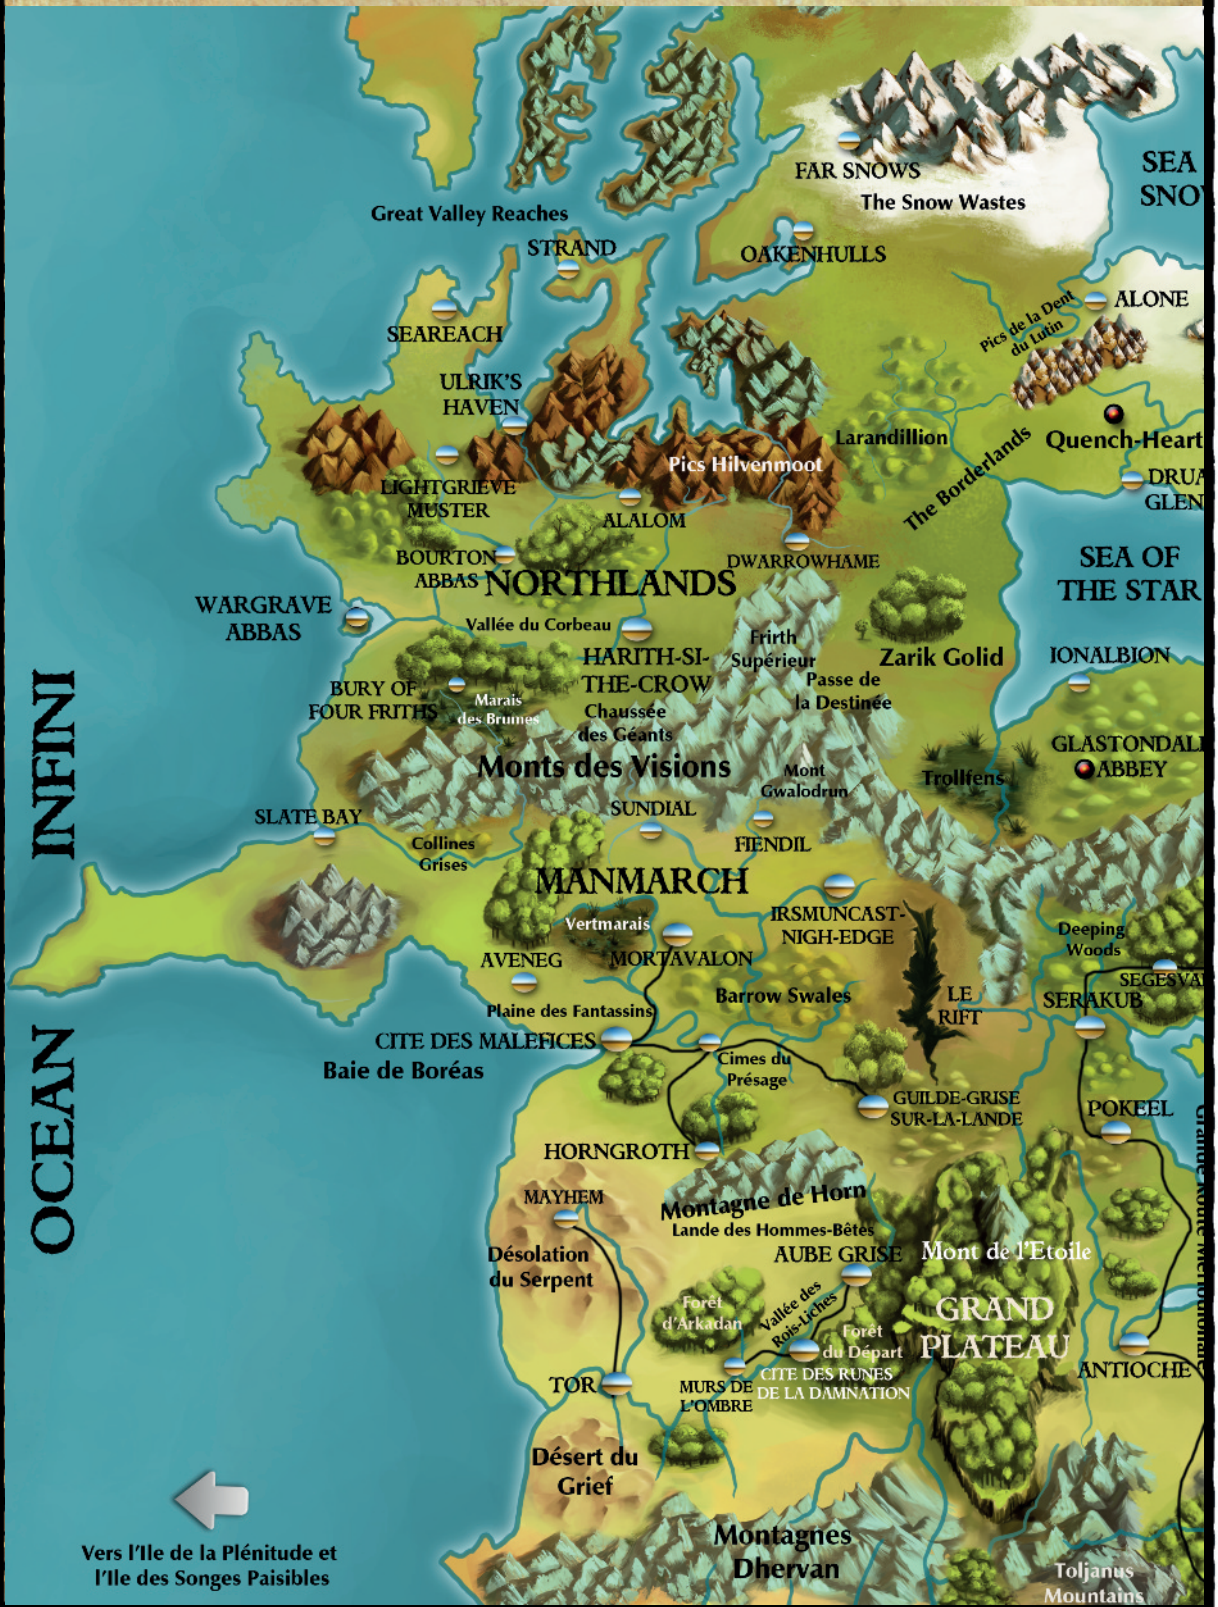 FAR SNOWS
The Snow Wastes
SEA
Great Valley Reaches
STRAND
OAKENHULLS
ALONE
Pics de la Dent
du Lutin
SEAREACH
ULRIK'S
HAVEN
Larandillion
The Borderlands
Quench-Heart
Pics Hilvenmoot
LIGHTGRIEVE
MUSTER
ALALOM
DWARROWHAME
BOURTON
ABBAS
NORTHLANDS
SEA OF
THE STAR
WARGRAVE
ABBAS
Vallée du Corbeau
HARITH-SI-
THE-CROW
Frirth
Supérieur
Zarik Golid
IONALBION
Passe de
la Destinée
BURY OF
FOUR FRITHS
Marais
des Brumes
Chaussée
des Géants
Monts des Visions
Mont
Gwalodrun
Trollfens
ABBEY
SLATE BAY
SUNDIAL
FIENDIL
Collines
Grises
MANMARCH
IRSMUNCAST-
NIGH-EDGE
Vertmarais
Deeping
Woods
AVENEG
MORTAVALON
Barrow Swales
LE
RIFT
SERAKUB
Plaine des Fantassins
CITE DES MALEFICES
Baie de Boréas
Cimes du
Présage
GUILDE-GRISE
SUR-LA-LANDE
POKEEL
HORNGROTH
Montagne de Horn
Lande des Hommes-Bêtes
MAYHEM
Désolation
du Serpent
AUBE GRISE
Mont de l'Etoile
Forêt
d'Arkadan
Vallée des
Rois-Liches
Forêt
du Départ
GRAND
PLATEAU
ANTIOCHE
TOR
MURS DE
L'OMBRE
CITE DES RUNES
DE LA DAMNATION
Désert du
Grief
Montagnes
Dhervan
Toljanus
Mountains
OCEAN INFINI
Vers l'Ile de la Plénitude et
l'Ile des Songes Paisibles